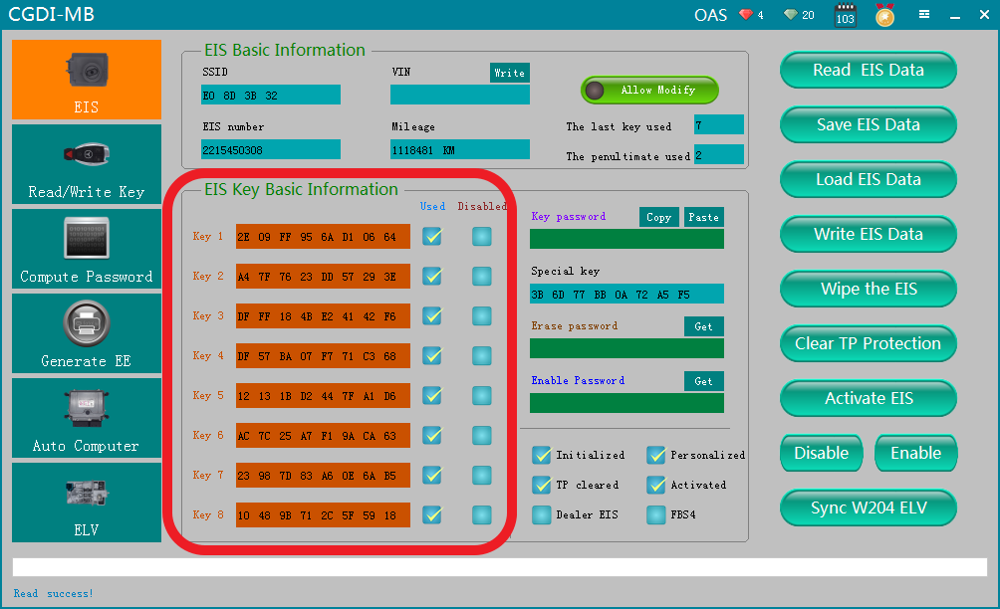 CGDI-MB
OAS 4 20 103
EIS
Read/Write Key
Compute Password
Generate EE
Auto Computer
ELV
EIS Basic Information
SSID
E0 8D 3B 32
VIN Write
EIS number
2215450308
Mileage
1118481 KM
Allow Modify
The last key used 7
The penultimate used 2
EIS Key Basic Information
Used Disabled
Key 1 2E 09 FF 95 6A D1 06 64
Key 2 A4 7F 76 23 DD 57 29 3E
Key 3 DF FF 18 4B E2 41 42 F6
Key 4 DF 57 BA 07 F7 71 C3 68
Key 5 12 13 1B D2 44 7F A1 D6
Key 6 AC 7C 25 A7 F1 9A CA 63
Key 7 23 98 7D 83 A6 0E 6A B5
Key 8 10 48 9B 71 2C 5F 59 18
Key password Copy Paste
Special key
3B 6D 77 BB 0A 72 A5 F5
Erase password Get
Enable Password Get
Initialized Personalized
TP cleared Activated
Dealer EIS FBS4
Read EIS Data
Save EIS Data
Load EIS Data
Write EIS Data
Wipe the EIS
Clear TP Protection
Activate EIS
Disable Enable
Sync W204 ELV
Read success!